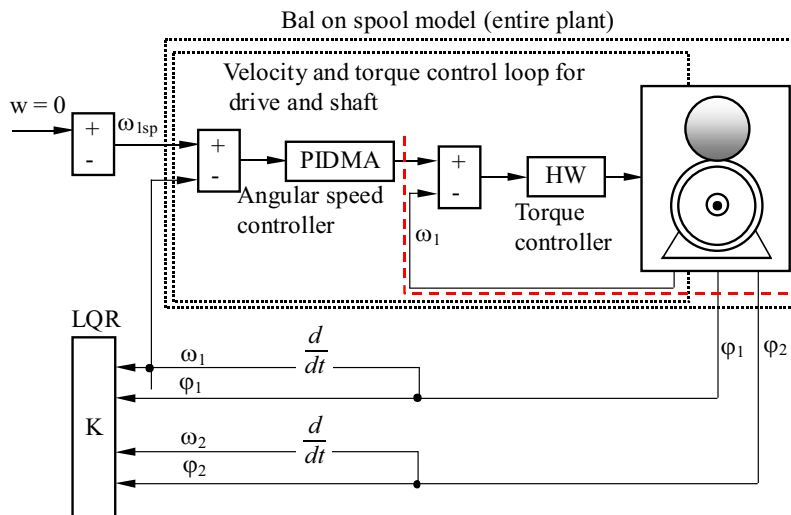 Bal on spool model (entire plant)
Velocity and torque control loop for
drive and shaft
w = 0
+
-
ω1sp
+
-
PIDMA
Angular speed
controller
+
-
ω1
HW
Torque
controller
φ1
φ2
LQR
K
ω1
d
dt
φ1
ω2
d
dt
φ2